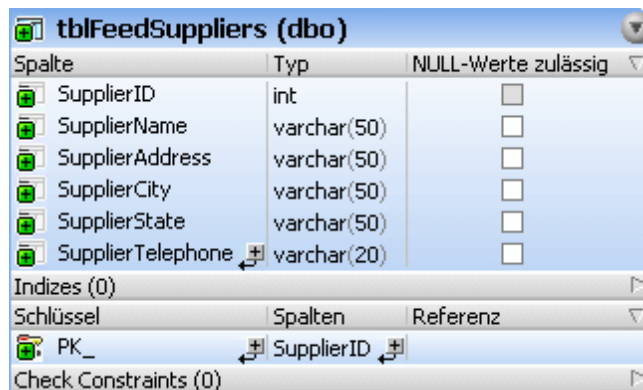 tblFeedSuppliers (dbo)
Spalte Typ NULL-Werte zulässig
SupplierID int
SupplierName varchar(50)
SupplierAddress varchar(50)
SupplierCity varchar(50)
SupplierState varchar(50)
SupplierTelephone varchar(20)
Indizes (0)
Schlüssel Spalten Referenz
PK_ SupplierID
Check Constraints (0)